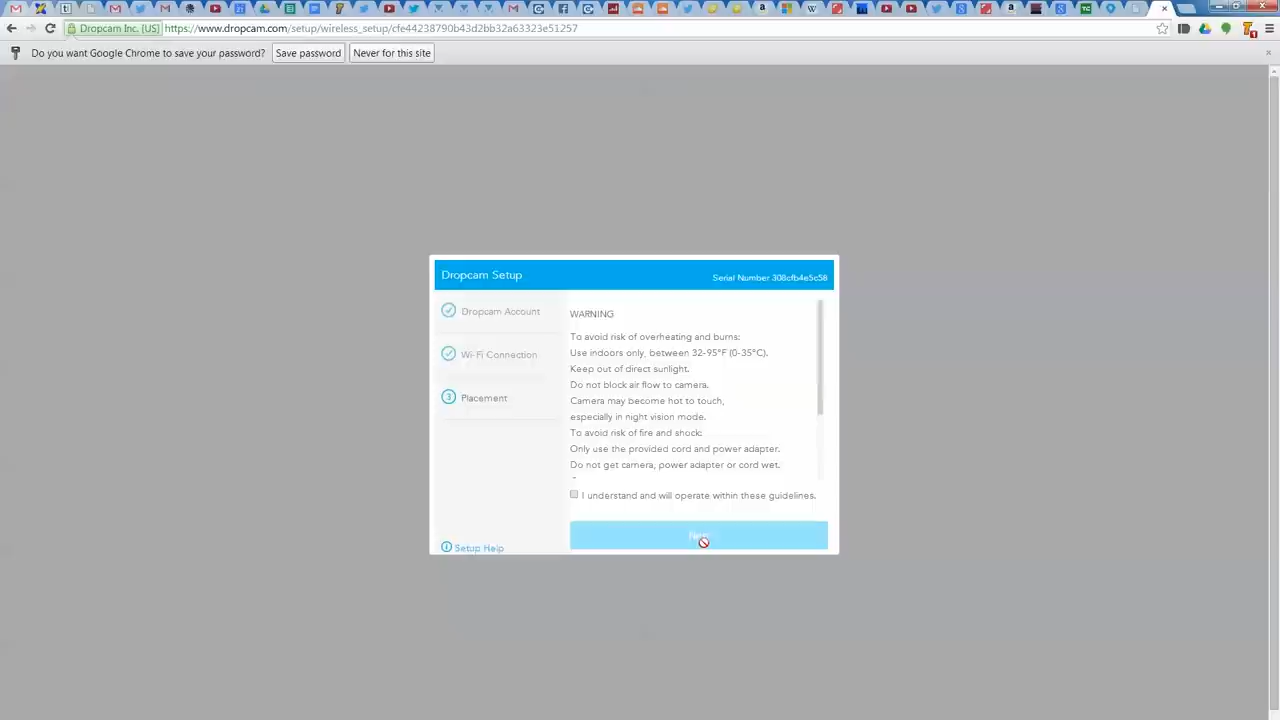 Dropcam Inc. [US] https://www.dropcam.com/setup/wireless_setup/cfe44238790b43d2bb32a63323e51257
Do you want Google Chrome to save your password? Save password Never for this site
Dropcam Setup
Serial Number 308cfb4e5c58
Dropcam Account
Wi-Fi Connection
3 Placement
Setup Help
WARNING
To avoid risk of overheating and burns:
Use indoors only, between 32-95°F (0-35°C).
Keep out of direct sunlight.
Do not block air flow to camera.
Camera may become hot to touch,
especially in night vision mode.
To avoid risk of fire and shock:
Only use the provided cord and power adapter.
Do not get camera, power adapter or cord wet.
I understand and will operate within these guidelines.